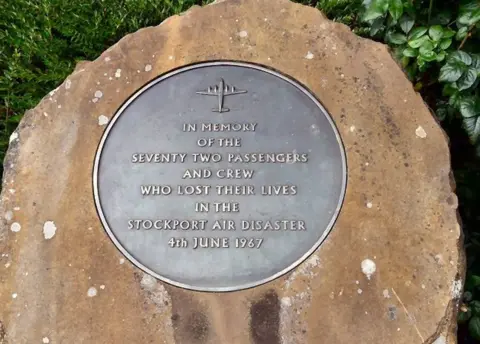 IN MEMORY
OF THE
SEVENTY TWO PASSENGERS
AND CREW
WHO LOST THEIR LIVES
IN THE
STOCKPORT AIR DISASTER
4th JUNE 1967